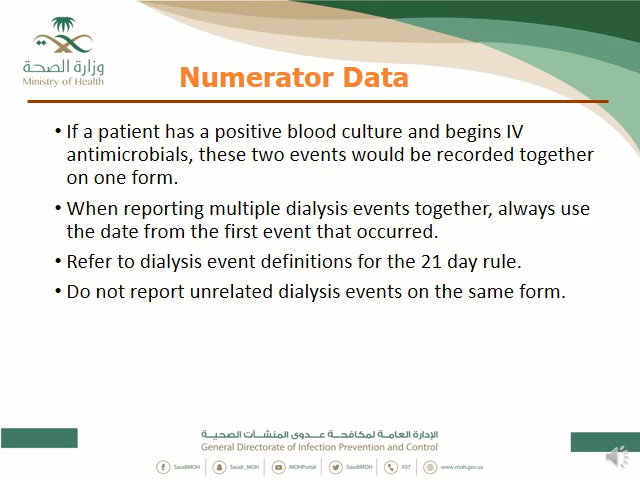 وزارة الصحة
Ministry of Health
Numerator Data
• If a patient has a positive blood culture and begins IV
antimicrobials, these two events would be recorded together
on one form.
• When reporting multiple dialysis events together, always use
the date from the first event that occurred.
• Refer to dialysis event definitions for the 21 day rule.
• Do not report unrelated dialysis events on the same form.
الإدارة العامة لمكافحة عدوى المنشآت الصحية
General Directorate of Infection Prevention and Control
SaudiMOH Saudi_MOH MOHPortal SaudiMOH 937 www.moh.gov.sa